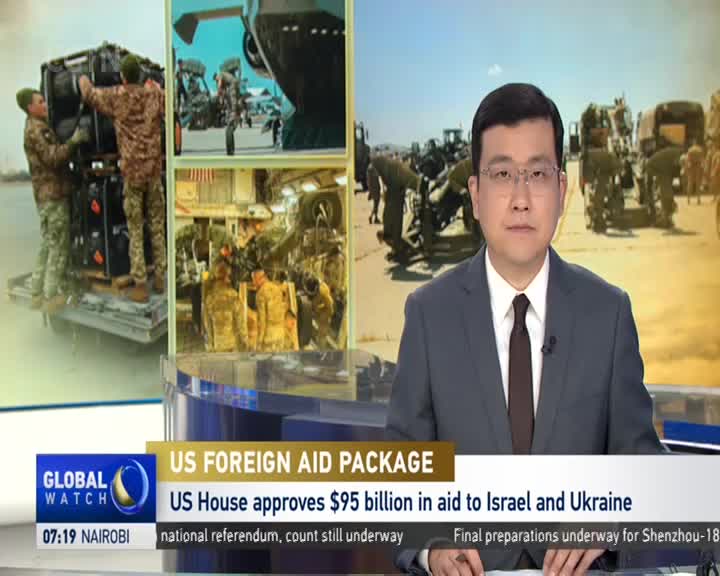 US FOREIGN AID PACKAGE
GLOBAL
WATCH
US House approves $95 billion in aid to Israel and Ukraine
07:19 NAIROBI
national referendum, count still underway
Final preparations underway for Shenzhou-18